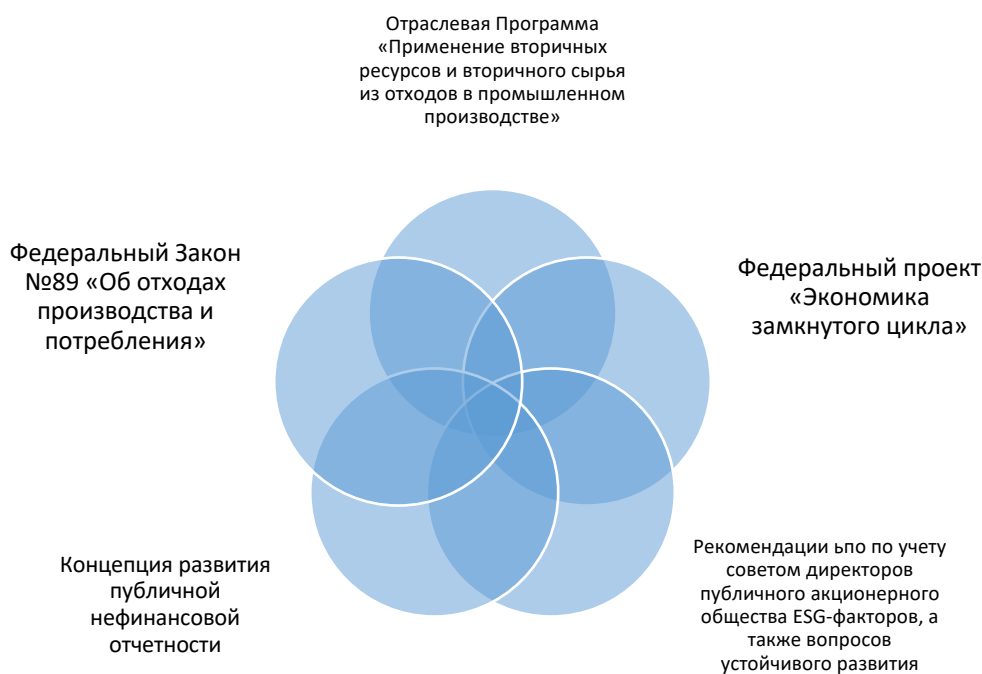 Отраслевая Программа
«Применение вторичных
ресурсов и вторичного сырья
из отходов в промышленном
производстве»
Федеральный Закон
№89 «Об отходах
производства и
потребления»
Федеральный проект
«Экономика
замкнутого цикла»
Концепция развития
публичной
нефинансовой
отчетности
Рекомендации ьпо по учету
советом директоров
публичного акционерного
общества ESG-факторов, а
также вопросов
устойчивого развития